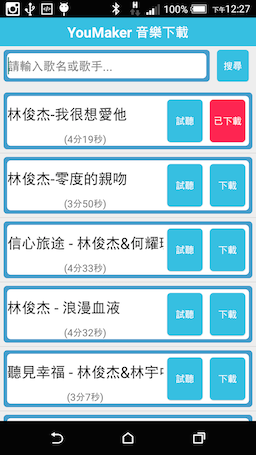 100% 下午12:27
YouMaker 音樂下載
請輸入歌名或歌手... 搜尋
林俊杰-我很想愛他
(4分19秒)
試聽 已下載
林俊杰-零度的親吻
(3分50秒)
試聽 下載
信心旅途 - 林俊杰&何耀
(4分33秒)
試聽 下載
林俊杰 - 浪漫血液
(4分32秒)
試聽 下載
聽見幸福 - 林俊杰&林宇
(3分7秒)
試聽 下載